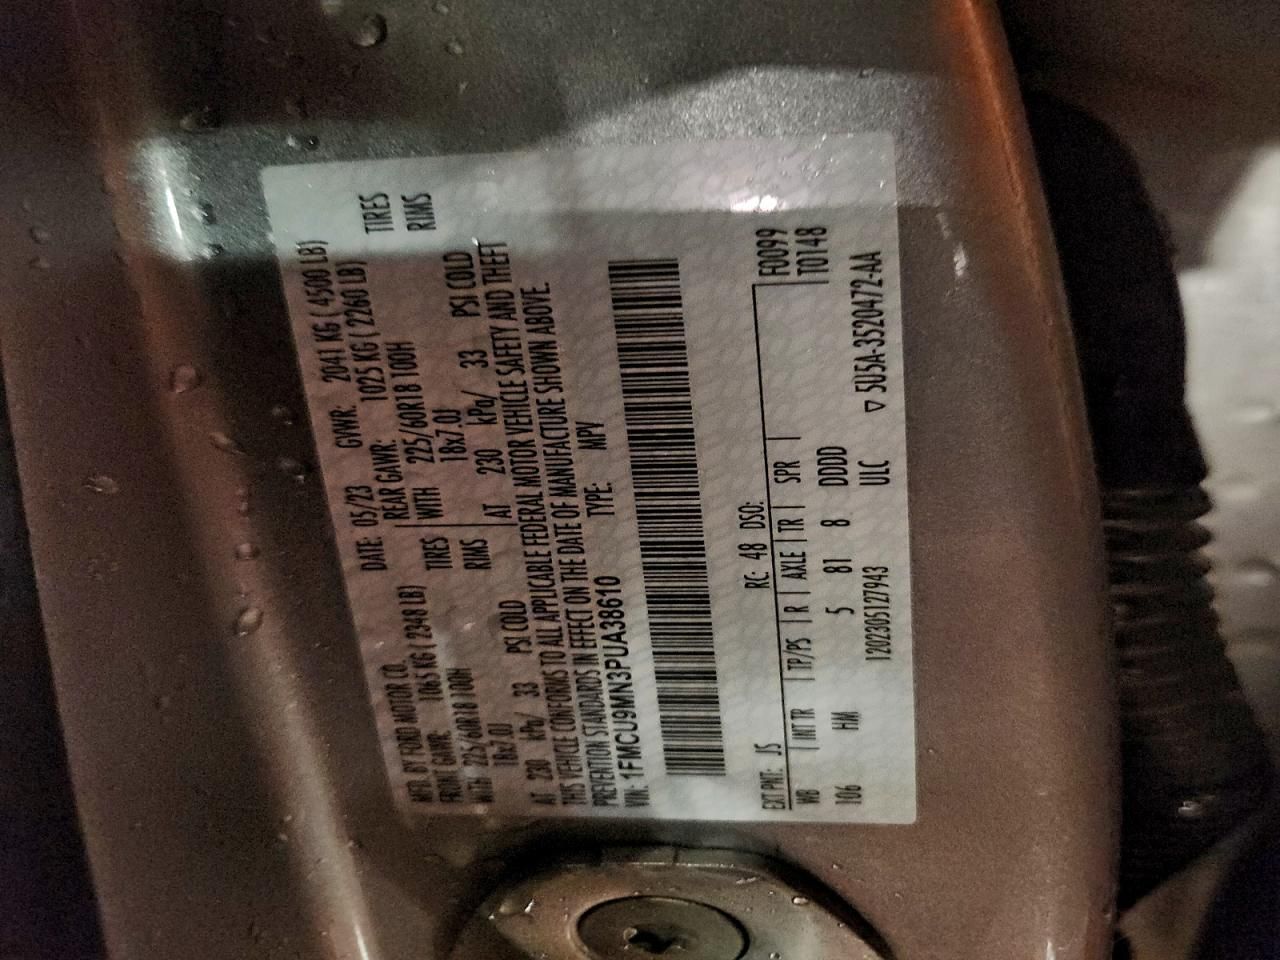 MFD. BY FORD MOTOR CO.
DATE: 05/23 GVWR: 2041 KG ( 4500 LB)
FRONT GAWR: 1065 KG ( 2348 LB) REAR GAWR: 1025 KG ( 2260 LB)
WITH 225/60R18 100H TIRES WITH 225/60R18 100H TIRES
18x7.0J RIMS 18x7.0J RIMS
AT 230 kPa/ 33 PSI COLD AT 230 kPa/ 33 PSI COLD
THIS VEHICLE CONFORMS TO ALL APPLICABLE FEDERAL MOTOR VEHICLE SAFETY AND THEFT
PREVENTION STANDARDS IN EFFECT ON THE DATE OF MANUFACTURE SHOWN ABOVE.
VIN: 1FMCU9MN3PUA38610 TYPE: MPV
EXT PNT: JS RC: 48 DSO: F0099
WB INT TR TP/PS R AXLE TR SPR T0148
106 HM 5 81 8 DDDD
1202305127943 ULC ▽ 5U5A-3520472-AA